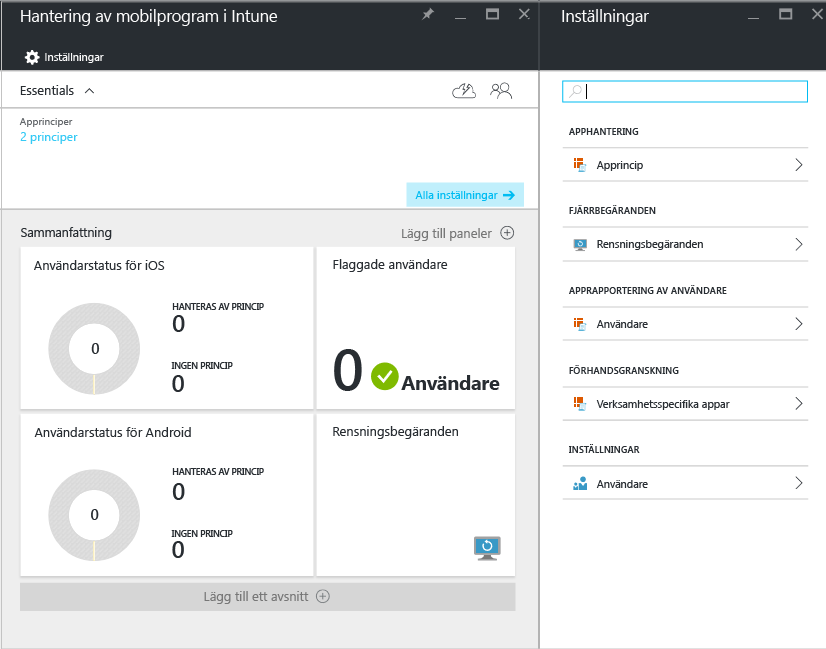 Hantering av mobilprogram i Intune
Inställningar
Essentials
Apprinciper
2 principer
Alla inställningar
Sammanfattning
Lägg till paneler
Användarstatus för iOS
0
HANTERAS AV PRINCIP
0
INGEN PRINCIP
0
Flaggade användare
0 Användare
Användarstatus för Android
0
HANTERAS AV PRINCIP
0
INGEN PRINCIP
0
Rensningsbegäranden
Lägg till ett avsnitt
Inställningar
APPHANTERING
Apprincip
FJÄRRBEGÄRANDEN
Rensningsbegäranden
APPRAPPORTERING AV ANVÄNDARE
Användare
FÖRHANDSGRANSKNING
Verksamhetsspecifika appar
INSTÄLLNINGAR
Användare